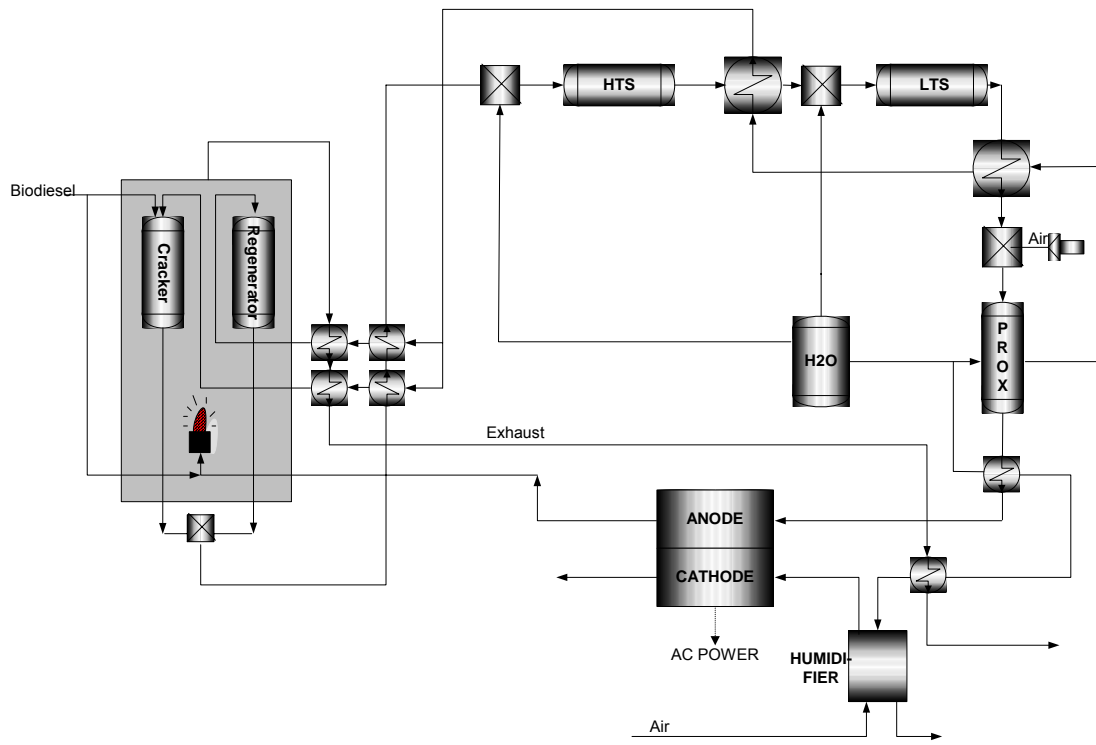 HTS
LTS
Biodiesel
Cracker
Regenerator
Air
H2O
P
R
O
X
Exhaust
ANODE
CATHODE
AC POWER
HUMIDI-
FIER
Air